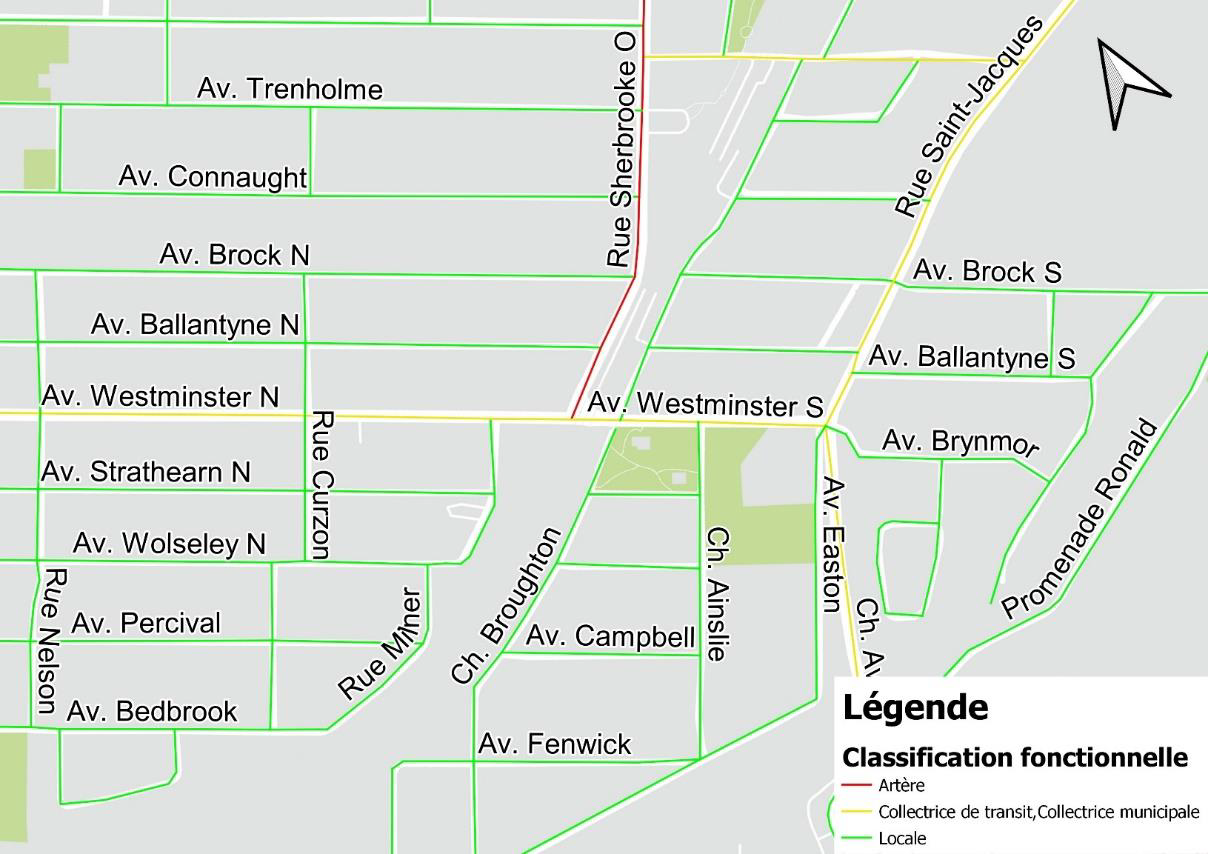 Rue Sherbrooke O
Rue Saint-Jacques
Av. Trenholme
Av. Connaught
Av. Brock N
Av. Brock S
Av. Ballantyne N
Av. Ballantyne S
Av. Westminster N
Av. Westminster S
Rue Curzon
Av. Brynmor
Promenade Ronald
Av. Strathearn N
Av. Easton
Av. Wolseley N
Ch. Broughton
Ch. Ainslie
Rue Nelson
Av. Percival
Rue Milner
Av. Campbell
Ch. Av
Av. Bedbrook
Av. Fenwick
Légende
Classification fonctionnelle
Artère
Collectrice de transit,Collectrice municipale
Locale